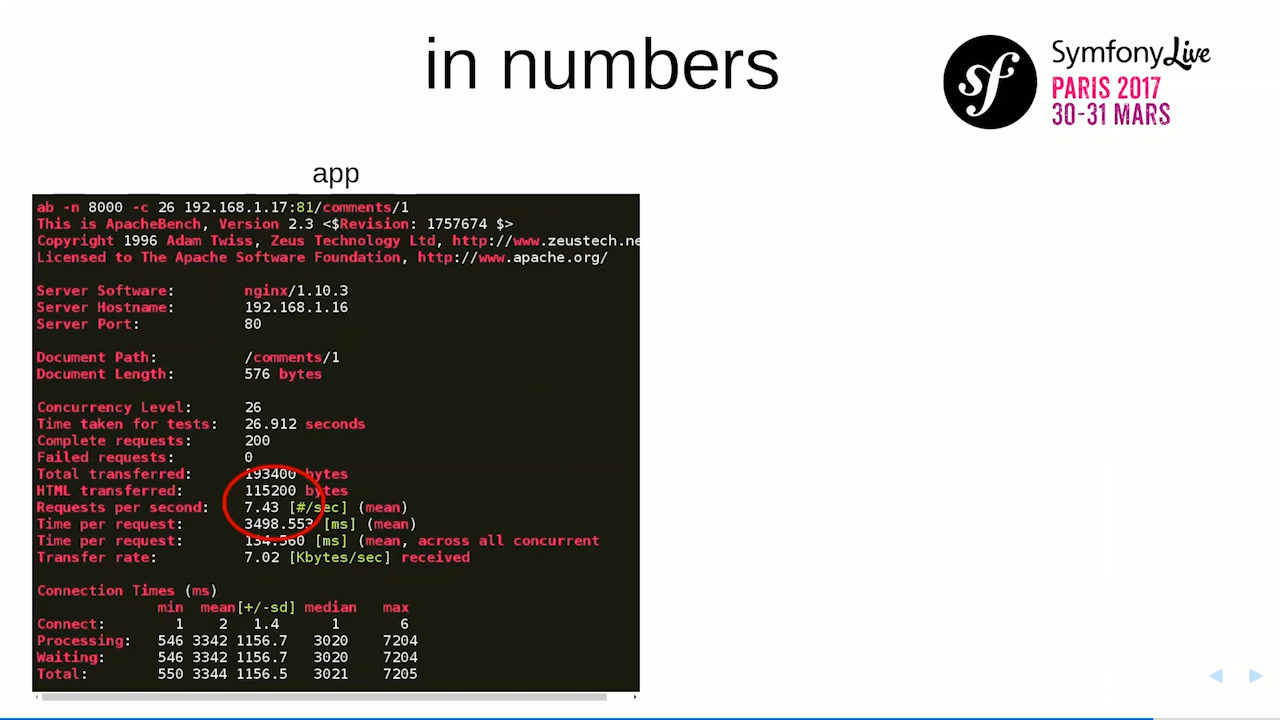 in numbers
sf
SymfonyLive
PARIS 2017
30-31 MARS
app
ab -n 8000 -c 26 192.168.1.17:81/comments/1
This is ApacheBench, Version 2.3 <$Revision: 1757674 $>
Copyright 1996 Adam Twiss, Zeus Technology Ltd, http://www.zeustech.ne
Licensed to The Apache Software Foundation, http://www.apache.org/
Server Software: nginx/1.10.3
Server Hostname: 192.168.1.16
Server Port: 80
Document Path: /comments/1
Document Length: 576 bytes
Concurrency Level: 26
Time taken for tests: 26.912 seconds
Complete requests: 200
Failed requests: 0
Total transferred: 193400 bytes
HTML transferred: 115200 bytes
Requests per second: 7.43 [#/sec] (mean)
Time per request: 3498.553 [ms] (mean)
Time per request: 134.560 [ms] (mean, across all concurrent
Transfer rate: 7.02 [Kbytes/sec] received
Connection Times (ms)
min mean[+/-sd] median max
Connect: 1 2 1.4 1 6
Processing: 546 3342 1156.7 3020 7204
Waiting: 546 3342 1156.7 3020 7204
Total: 550 3344 1156.5 3021 7205